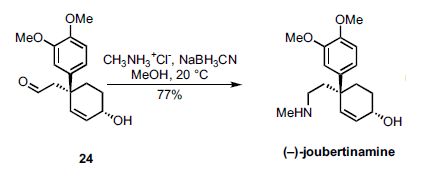 OMe
MeO
O
OH
24
CH₃NH₃⁺Cl⁻, NaBH₃CN
MeOH, 20 °C
77%
OMe
MeO
MeHN
OH
(–)-joubertinamine